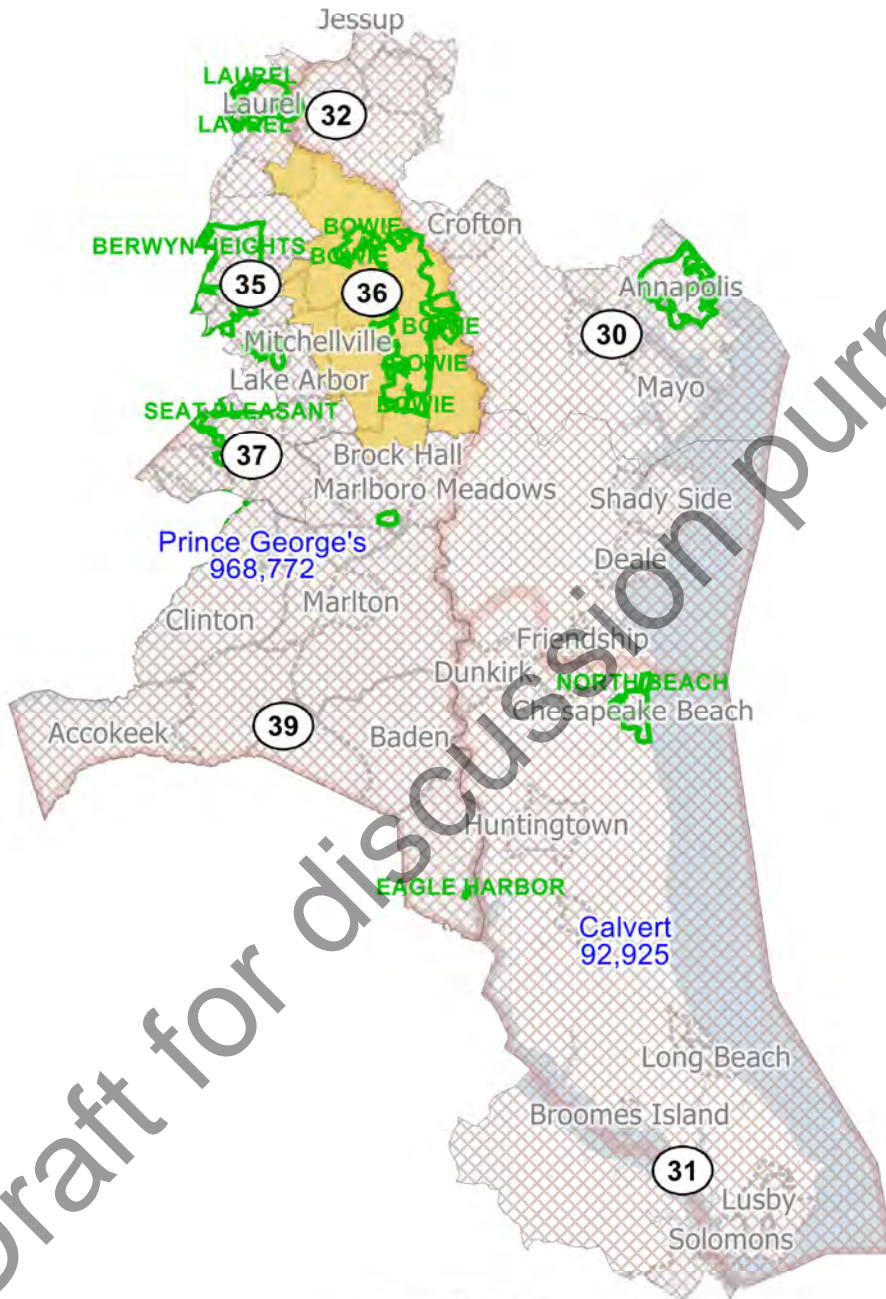 Jessup
LAUREL
Laurel
32
LAUREL
BOWIE
Crofton
BERWYN HEIGHTS
BOWIE
Annapolis
35
36
BOWIE
30
Mitchellville
BOWIE
Lake Arbor
Mayo
SEAT PLEASANT
BOWIE
37
Brock Hall
Marlboro Meadows
Shady Side
Prince George's
968,772
Deale
Marlton
Clinton
Friendship
Dunkirk
NORTH BEACH
Chesapeake Beach
Accokeek
39
Baden
Huntingtown
EAGLE HARBOR
Calvert
92,925
Long Beach
Broomes Island
31
Lusby
Solomons
Draft for discussion purp